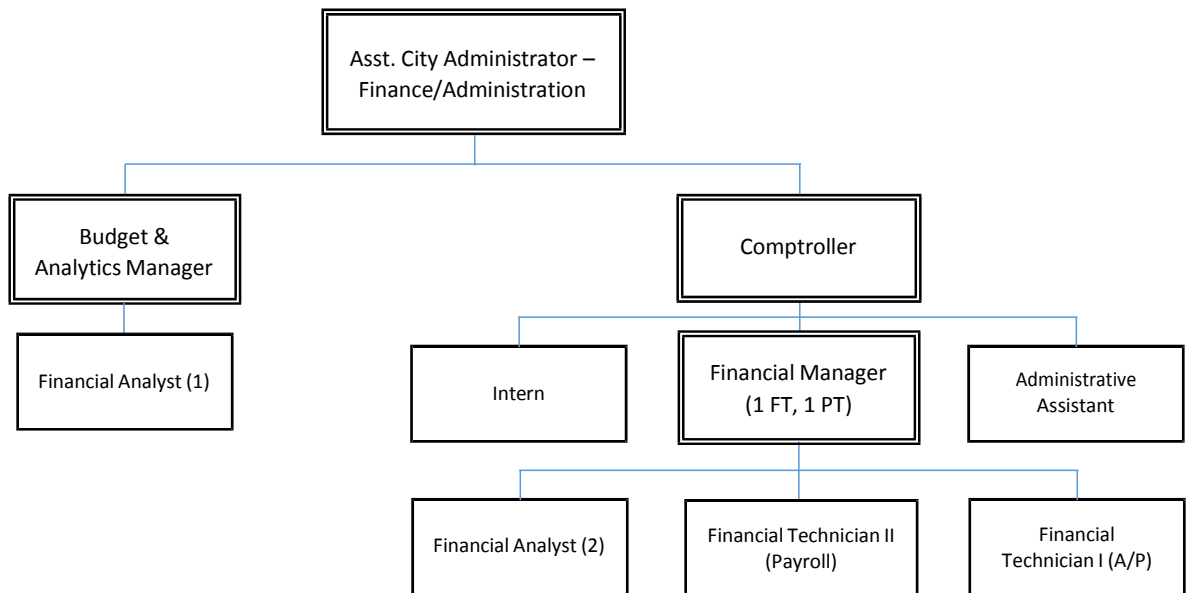 Asst. City Administrator –
Finance/Administration
Budget &
Analytics Manager
Comptroller
Financial Analyst (1)
Intern
Financial Manager
(1 FT, 1 PT)
Administrative
Assistant
Financial Analyst (2)
Financial Technician II
(Payroll)
Financial
Technician I (A/P)